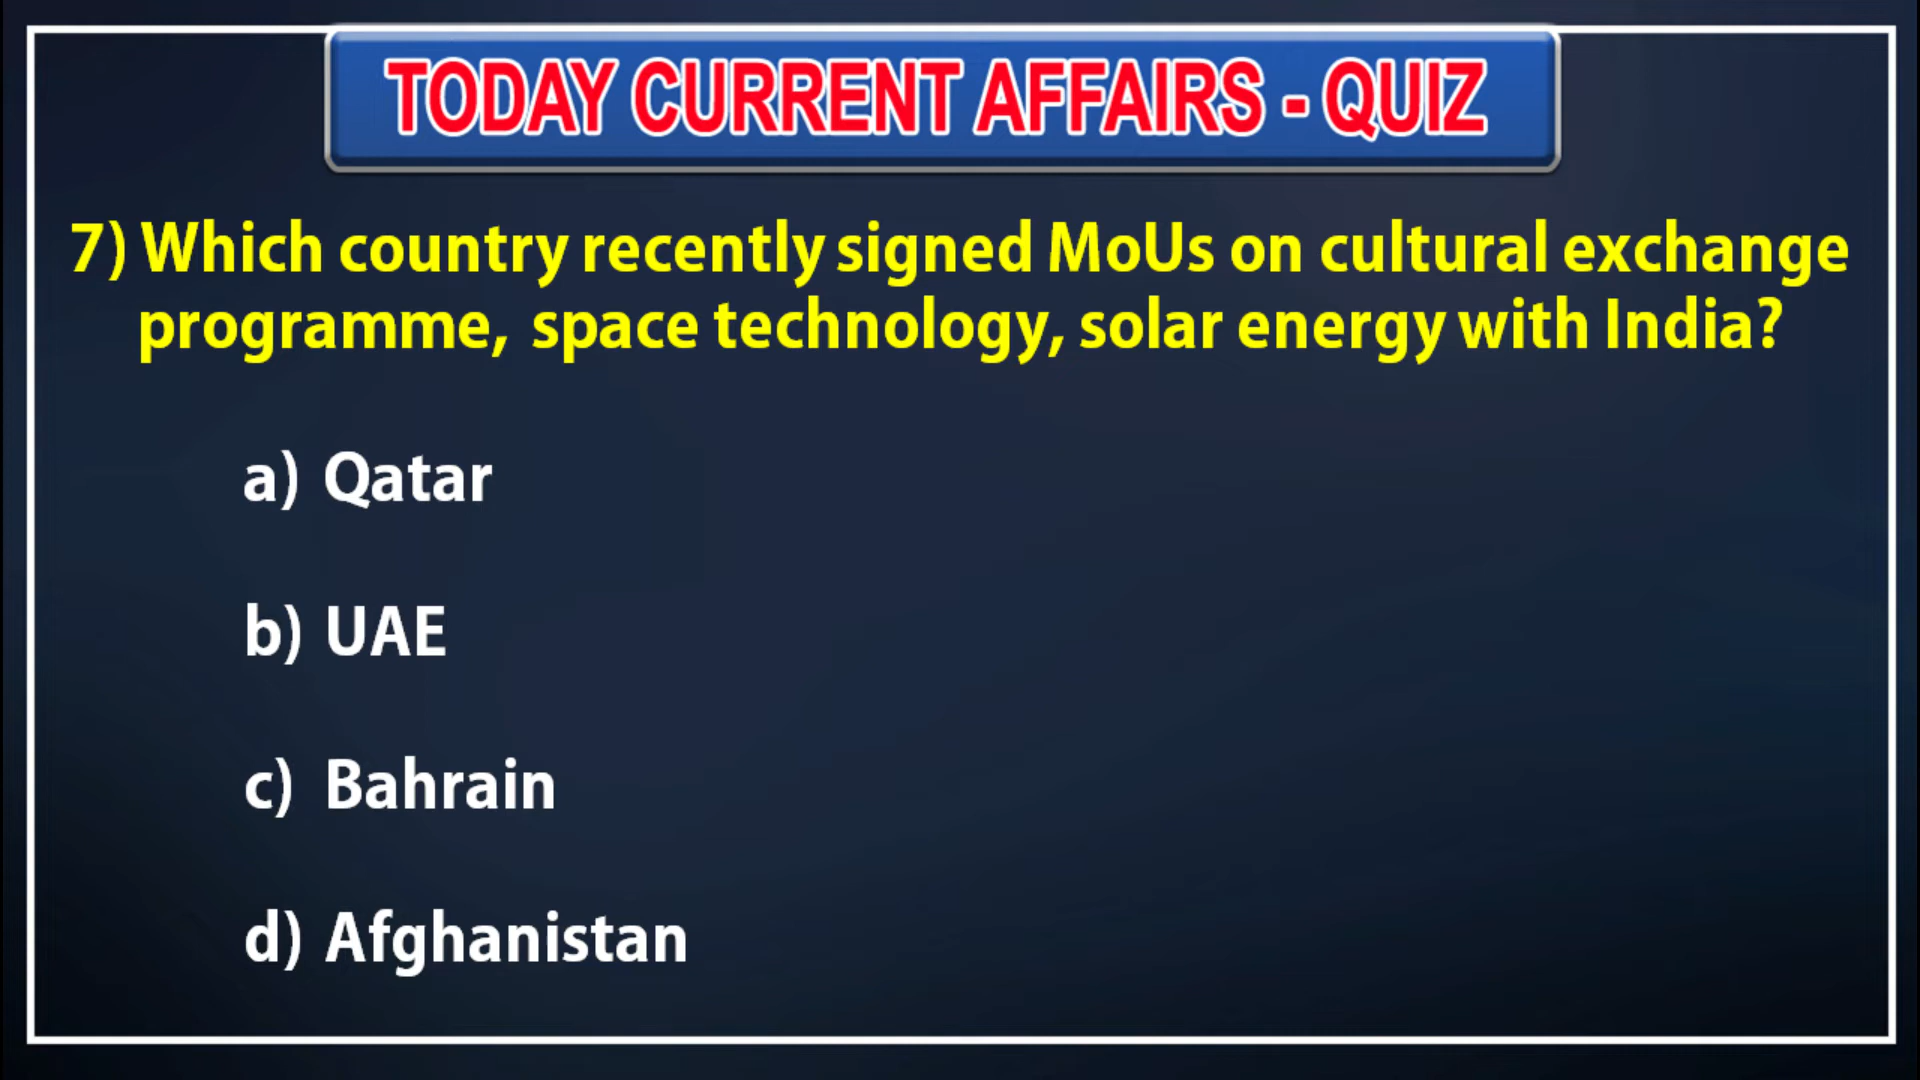 TODAY CURRENT AFFAIRS - QUIZ
7) Which country recently signed MoUs on cultural exchange
programme, space technology, solar energy with India?
a) Qatar
b) UAE
c) Bahrain
d) Afghanistan